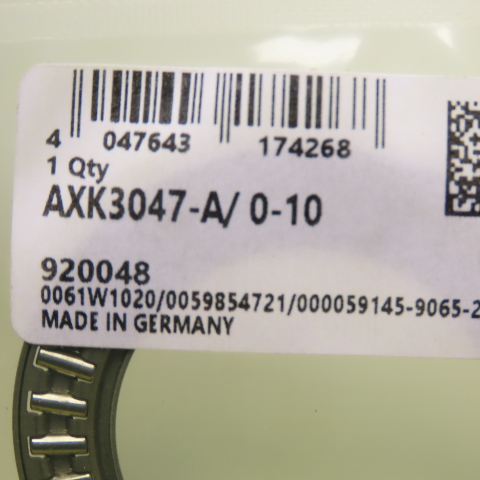 4 047643 174268
1 Qty
AXK3047-A/ 0-10
920048
0061W1020/0059854721/000059145-9065-2
MADE IN GERMANY